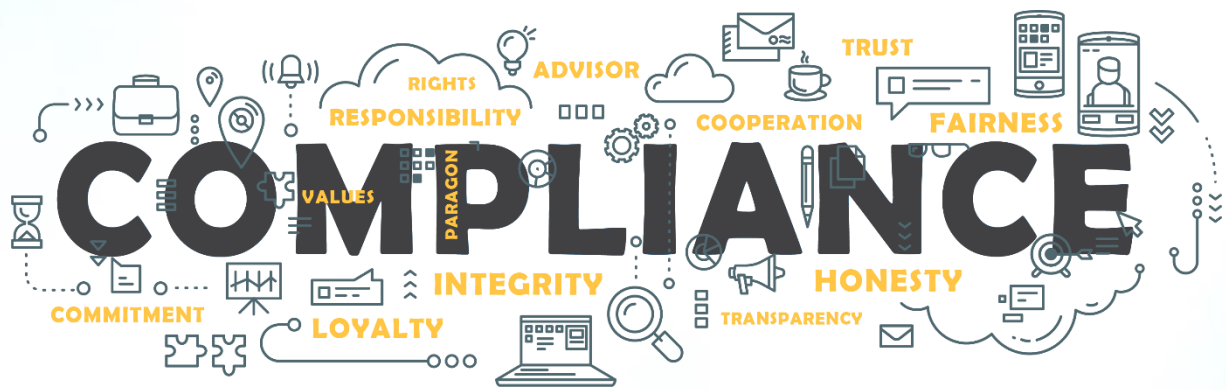 TRUST
ADVISOR
RIGHTS
RESPONSIBILITY
COOPERATION
FAIRNESS
COMPLIANCE
VALUES
PARAGON
INTEGRITY
HONESTY
COMMITMENT
LOYALTY
TRANSPARENCY